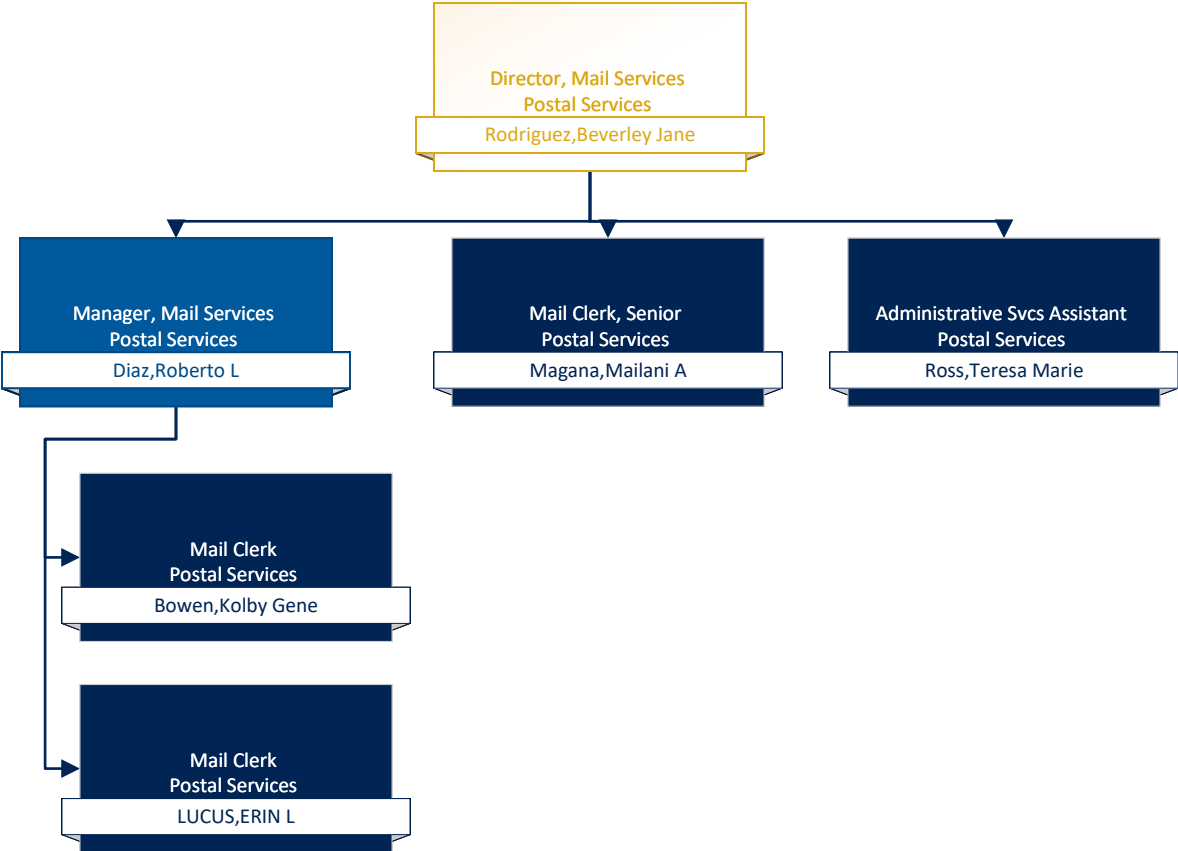 Director, Mail Services
Postal Services
Rodriguez,Beverley Jane
Manager, Mail Services
Postal Services
Diaz,Roberto L
Mail Clerk, Senior
Postal Services
Magana,Mailani A
Administrative Svcs Assistant
Postal Services
Ross,Teresa Marie
Mail Clerk
Postal Services
Bowen,Kolby Gene
Mail Clerk
Postal Services
LUCUS,ERIN L